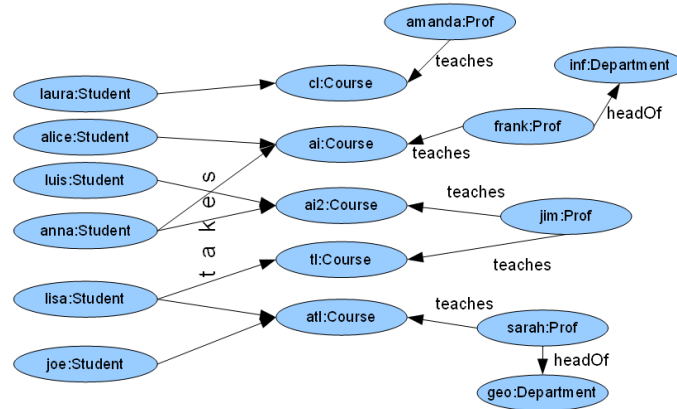 amanda:Prof
teaches
inf:Department
laura:Student
cl:Course
headOf
alice:Student
ai:Course
frank:Prof
teaches
luis:Student
takes
anna:Student
ai2:Course
teaches
jim:Prof
tl:Course
teaches
lisa:Student
atl:Course
teaches
sarah:Prof
joe:Student
headOf
geo:Department